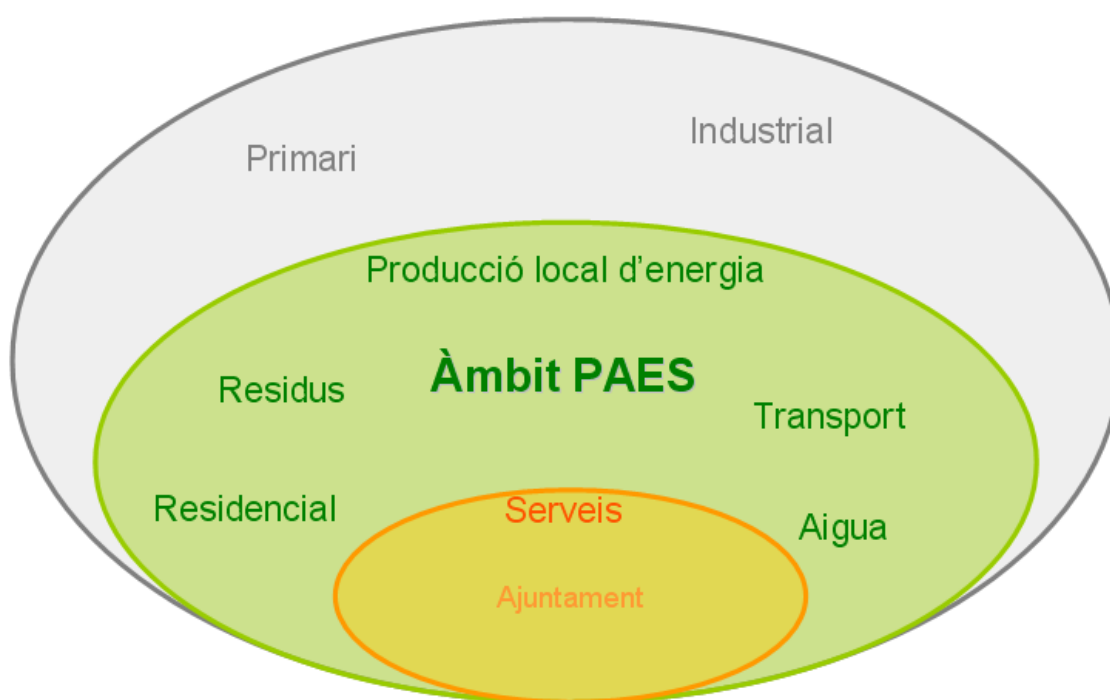 Industrial
Primari
Producció local d'energia
Àmbit PAES
Residus
Transport
Residencial
Serveis
Aigua
Ajuntament